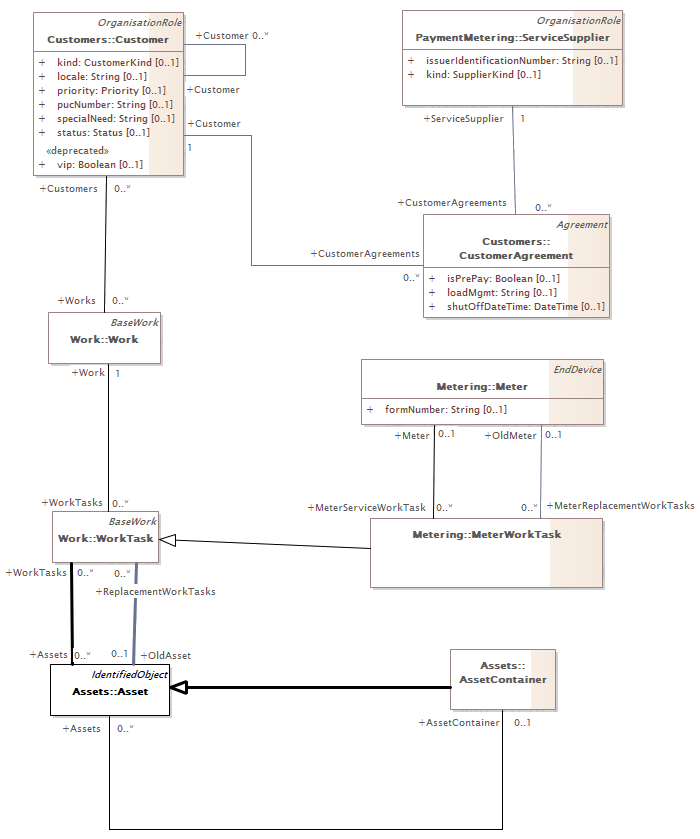 OrganisationRole
Customers::Customer
+ kind: CustomerKind [0..1]
+ locale: String [0..1]
+ priority: Priority [0..1]
+ pucNumber: String [0..1]
+ specialNeed: String [0..1]
+ status: Status [0..1]
«deprecated»
+ vip: Boolean [0..1]
+Customer 0..*
+Customer
+Customer
1
OrganisationRole
PaymentMetering::ServiceSupplier
+ issuerIdentificationNumber: String [0..1]
+ kind: SupplierKind [0..1]
+ServiceSupplier 1
+CustomerAgreements 0..*
+Customers 0..*
Agreement
Customers::
CustomerAgreement
+ isPrePay: Boolean [0..1]
+ loadMgmt: String [0..1]
+ shutOffDateTime: DateTime [0..1]
+CustomerAgreements
0..*
+Works 0..*
BaseWork
Work::Work
+Work 1
EndDevice
Metering::Meter
+ formNumber: String [0..1]
+Meter 0..1
+OldMeter 0..1
+WorkTasks 0..*
+MeterServiceWorkTask 0..*
0..* +MeterReplacementWorkTasks
BaseWork
Work::WorkTask
Metering::MeterWorkTask
+WorkTasks 0..*
0..*
+ReplacementWorkTasks
+Assets 0..*
0..1 +OldAsset
IdentifiedObject
Assets::Asset
Assets::
AssetContainer
+Assets 0..*
+AssetContainer 0..1